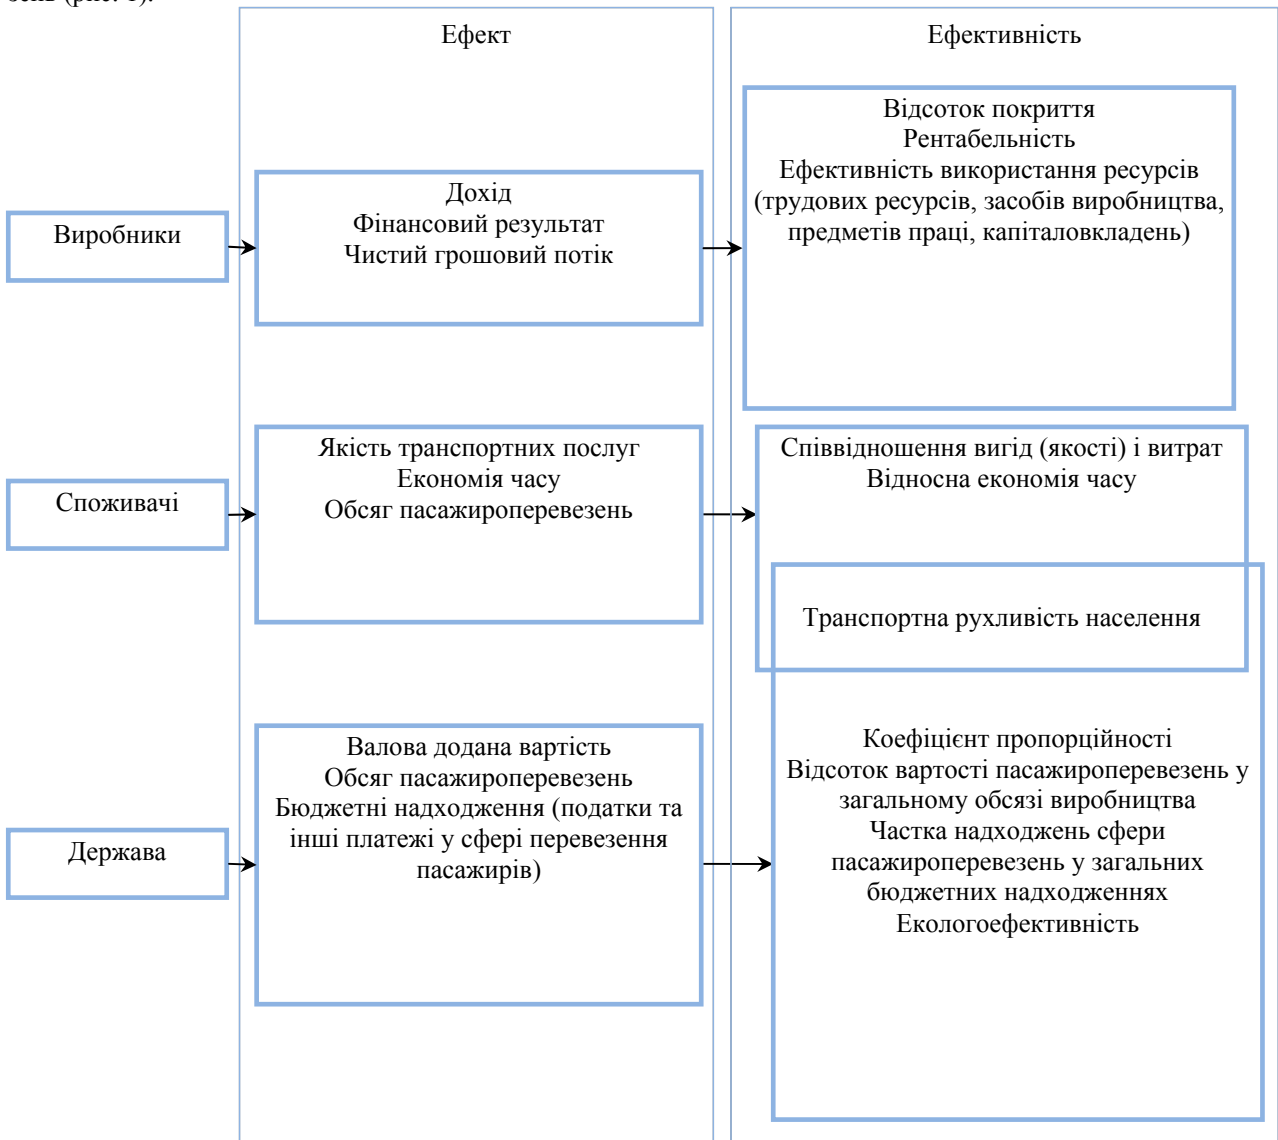 зень (рис. 1).
Ефект
Ефективність
Виробники
Дохід
Фінансовий результат
Чистий грошовий потік
Відсоток покриття
Рентабельність
Ефективність використання ресурсів
(трудових ресурсів, засобів виробництва,
предметів праці, капіталовкладень)
Споживачі
Якість транспортних послуг
Економія часу
Обсяг пасажироперевезень
Співвідношення вигід (якості) і витрат
Відносна економія часу
Транспортна рухливість населення
Держава
Валова додана вартість
Обсяг пасажироперевезень
Бюджетні надходження (податки та
інші платежі у сфері перевезення
пасажирів)
Коефіцієнт пропорційності
Відсоток вартості пасажироперевезень у
загальному обсязі виробництва
Частка надходжень сфери
пасажироперевезень у загальних
бюджетних надходженнях
Екологоефективність